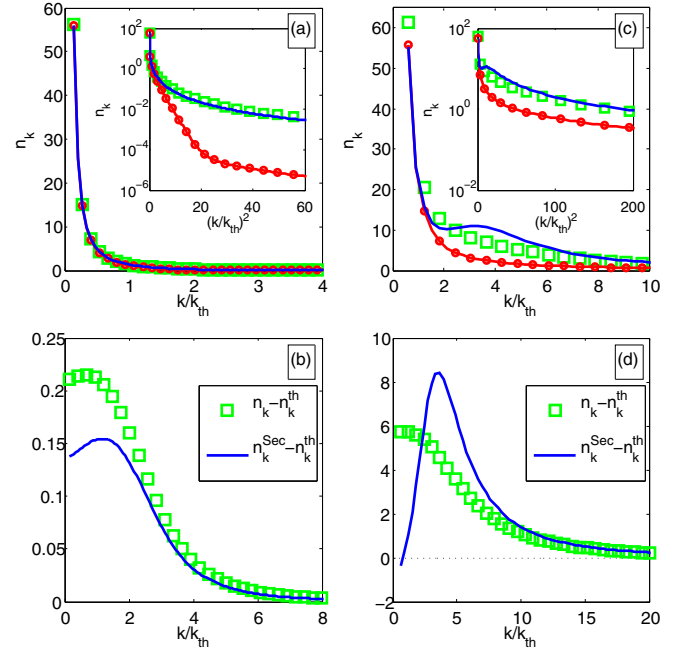 60
50
40
30
20
10
0
n_k
0 1 2 3 4
k/k_th
(a)
10^2
10^0
10^-2
10^-4
10^-6
n_k
0 20 40 60
(k/k_th)^2
60
50
40
30
20
10
0
n_k
0 2 4 6 8 10
k/k_th
(c)
10^2
10^0
10^-2
n_k
0 100 200
(k/k_th)^2
0.25
0.2
0.15
0.1
0.05
0
0 2 4 6 8
k/k_th
(b)
n_k−n_k^th
n_k^Sec−n_k^th
10
8
6
4
2
0
−2
0 5 10 15 20
k/k_th
(d)
n_k−n_k^th
n_k^Sec−n_k^th